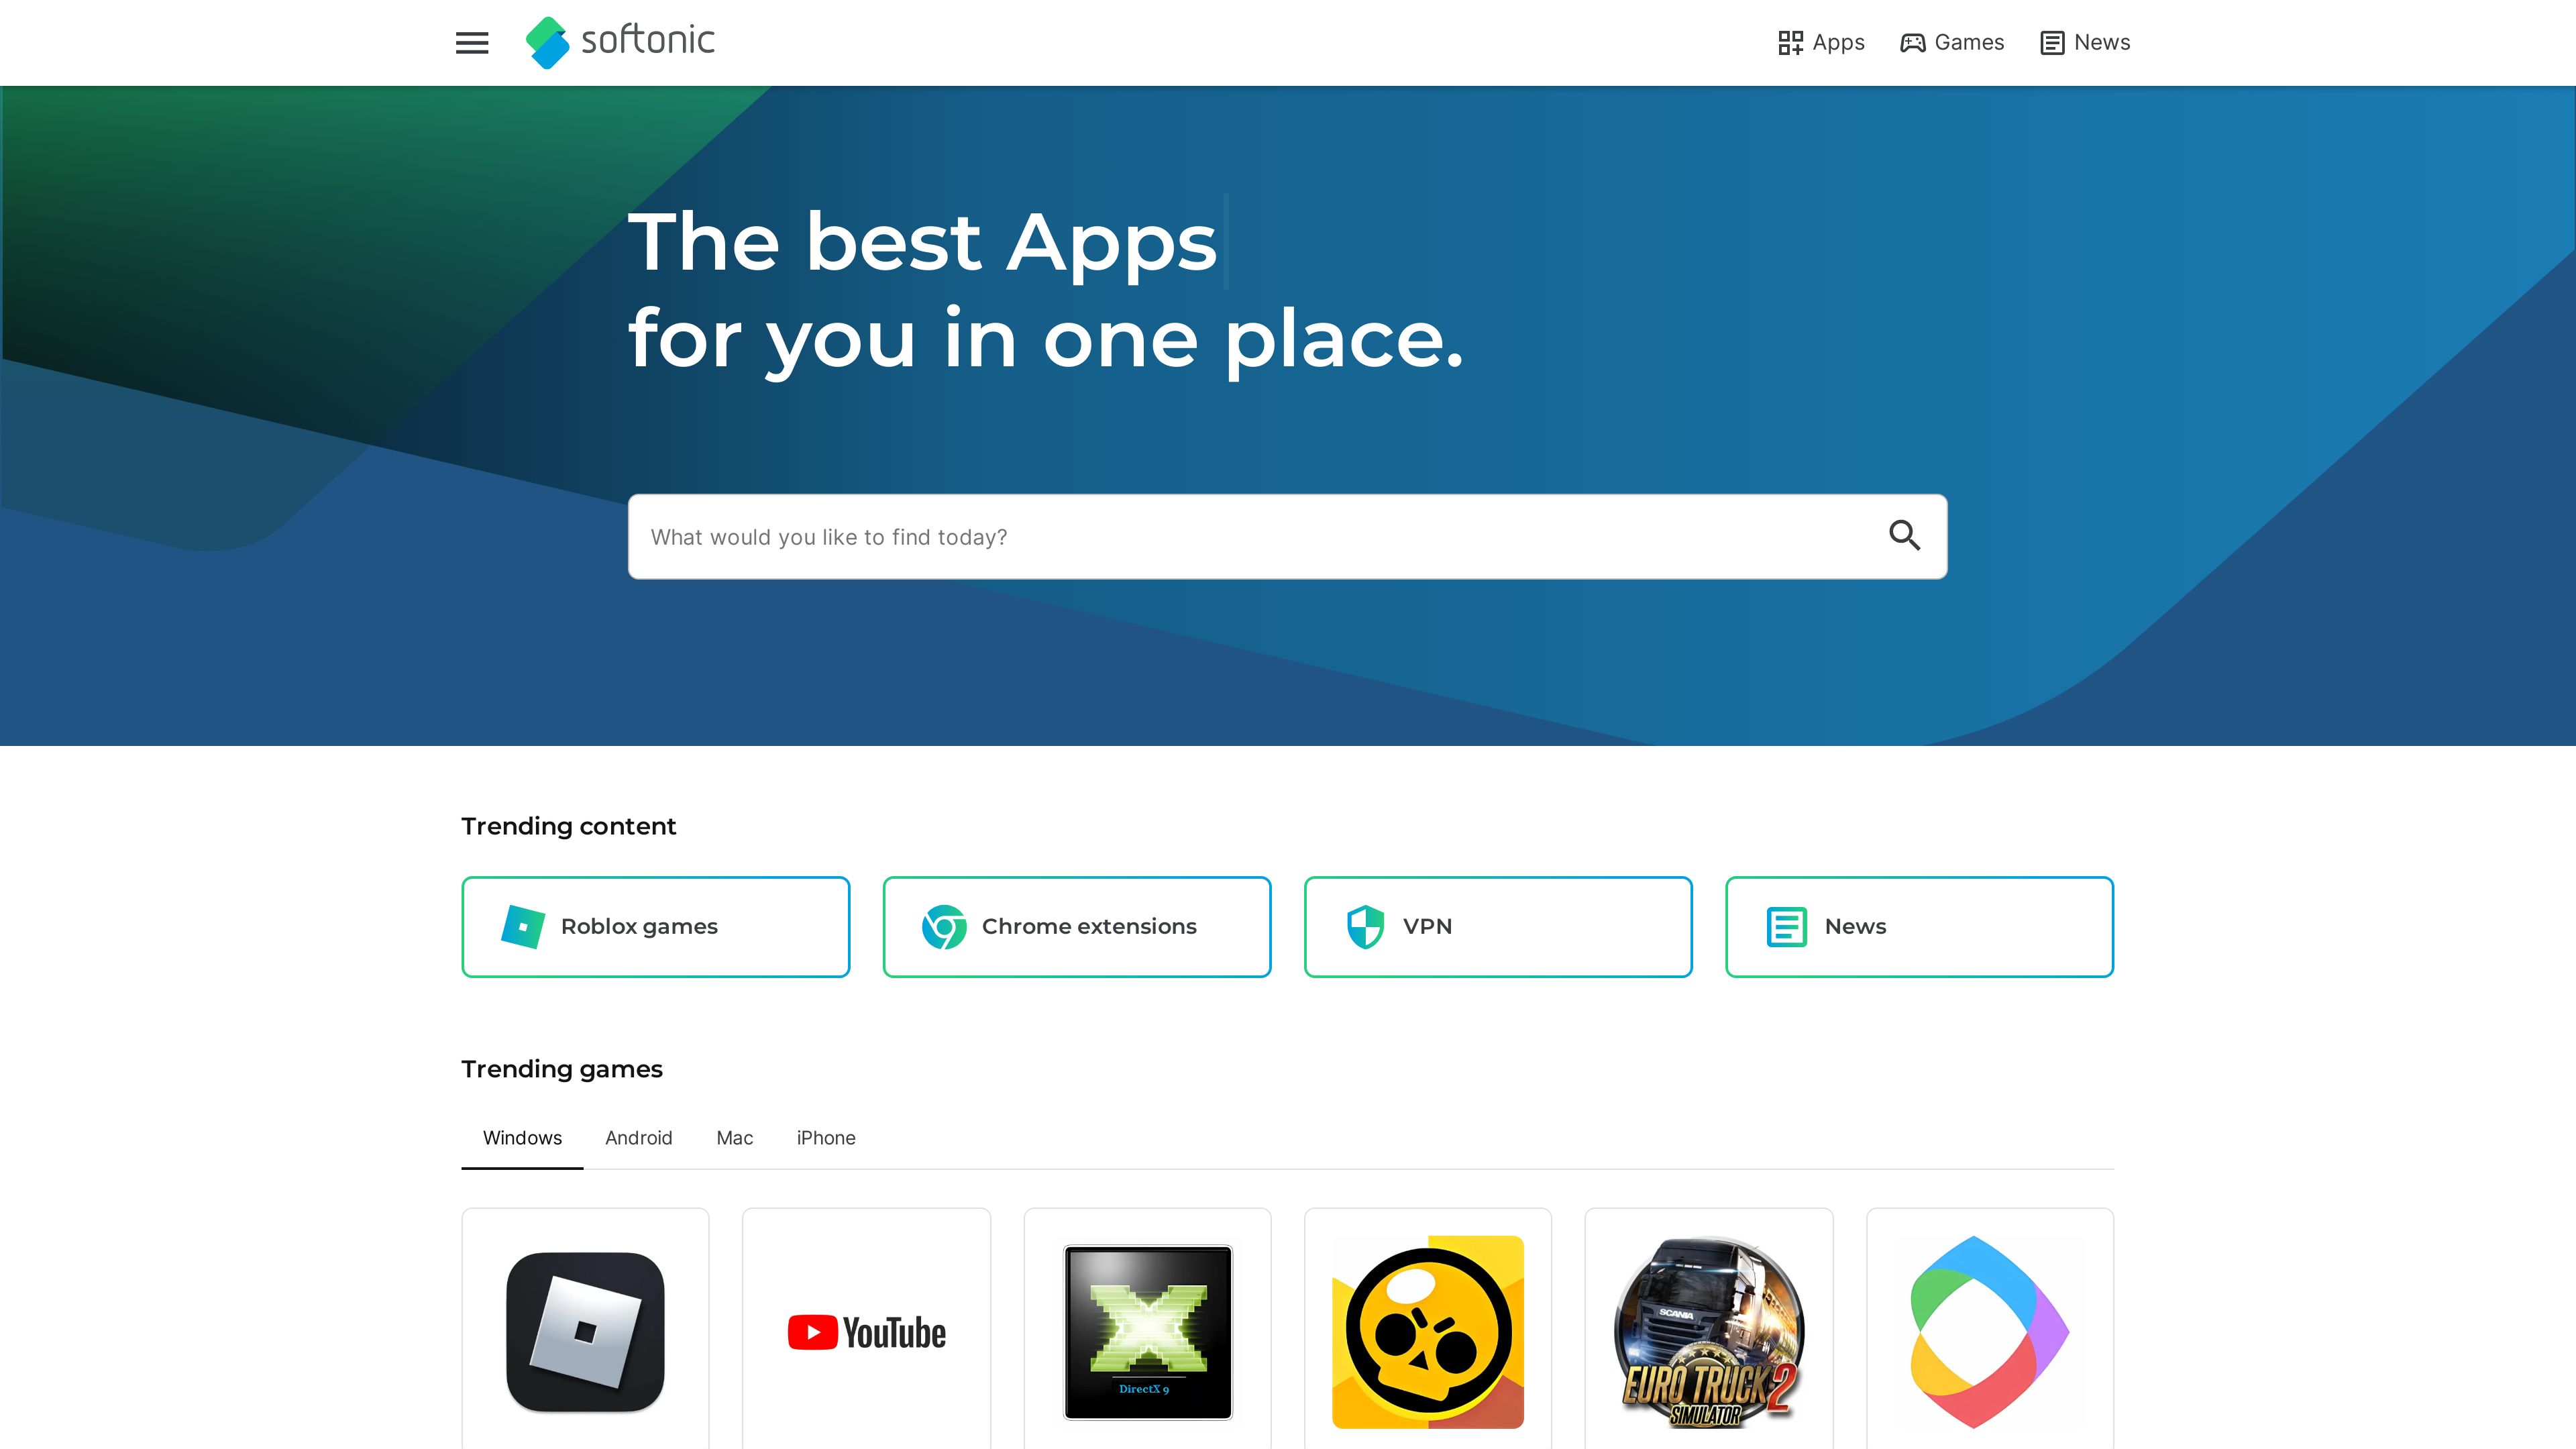 softonic
Apps
Games
News
The best Apps
for you in one place.
What would you like to find today?
Trending content
Roblox games
Chrome extensions
VPN
News
Trending games
Windows
Android
Mac
iPhone
YouTube
DirectX 9
SCANIA
EURO TRUCK 2
SIMULATOR